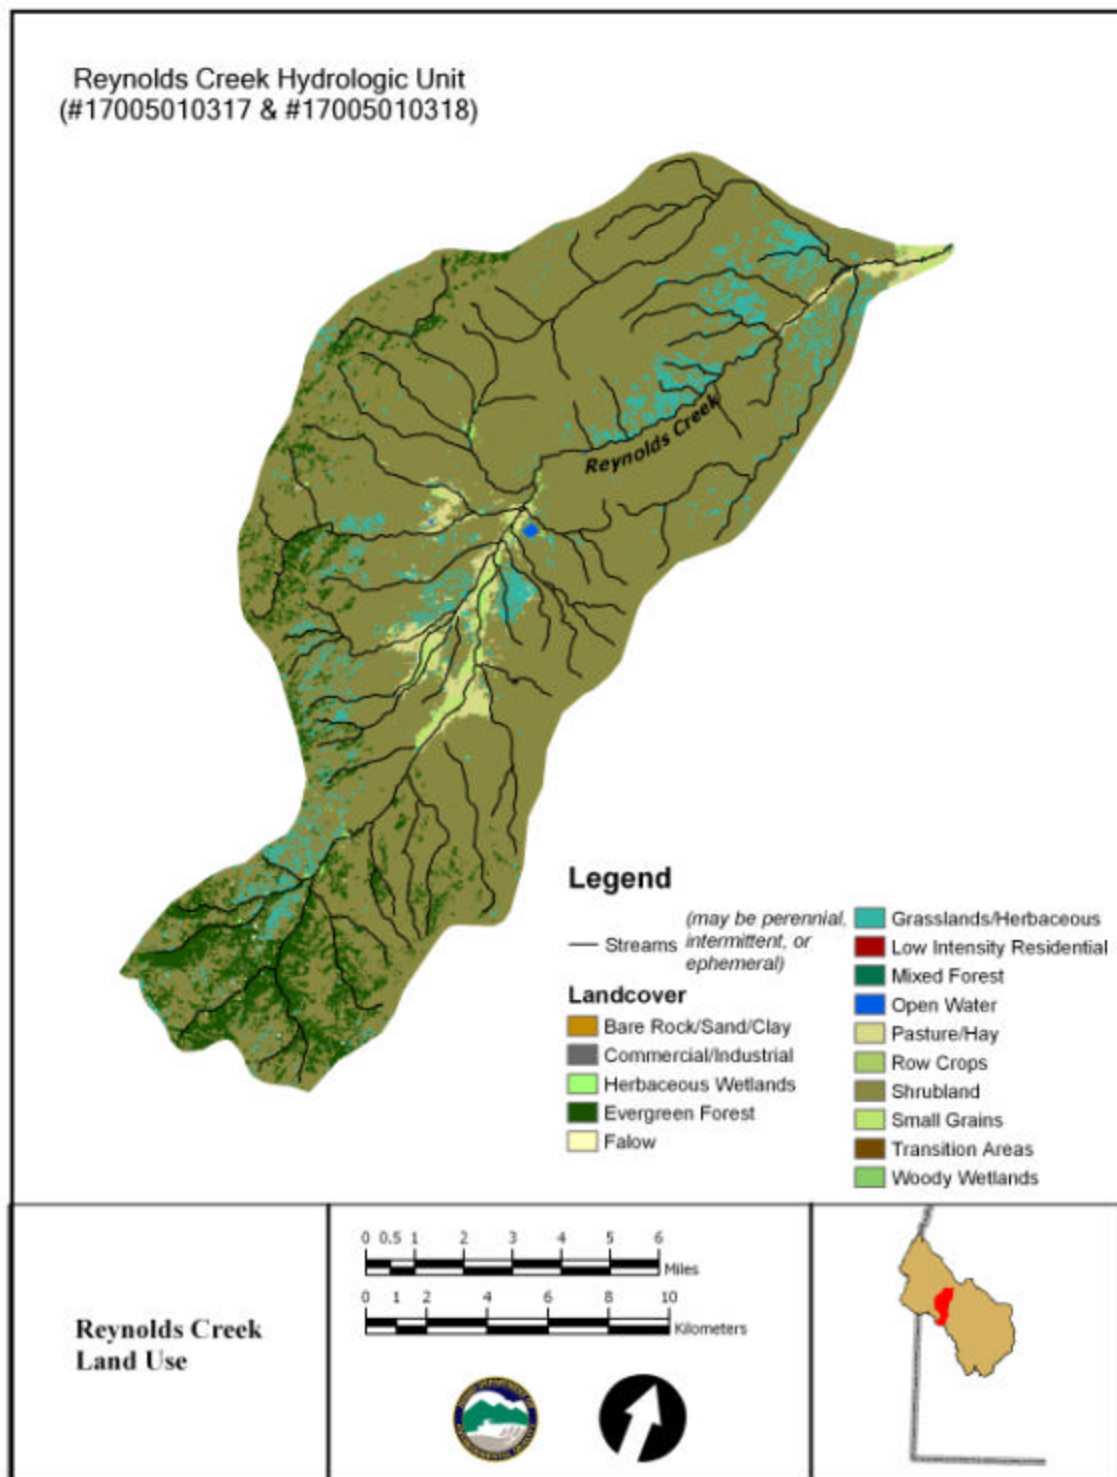 Reynolds Creek Hydrologic Unit
(#17005010317 & #17005010318)
Reynolds Creek
Legend
Streams
(may be perennial,
intermittent, or
ephemeral)
Landcover
Bare Rock/Sand/Clay
Commercial/Industrial
Herbaceous Wetlands
Evergreen Forest
Falow
Grasslands/Herbaceous
Low Intensity Residential
Mixed Forest
Open Water
Pasture/Hay
Row Crops
Shrubland
Small Grains
Transition Areas
Woody Wetlands
Reynolds Creek
Land Use
0 0.5 1 2 3 4 5 6
Miles
0 1 2 4 6 8 10
Kilometers